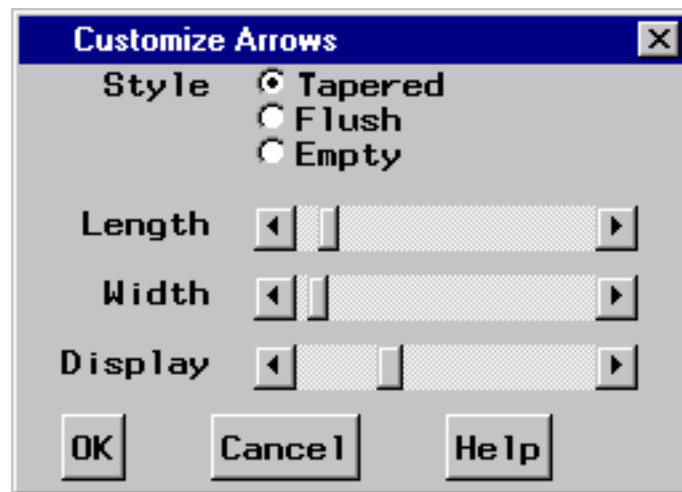 Customize Arrows
Style Tapered
Flush
Empty
Length
Width
Display
OK Cancel Help